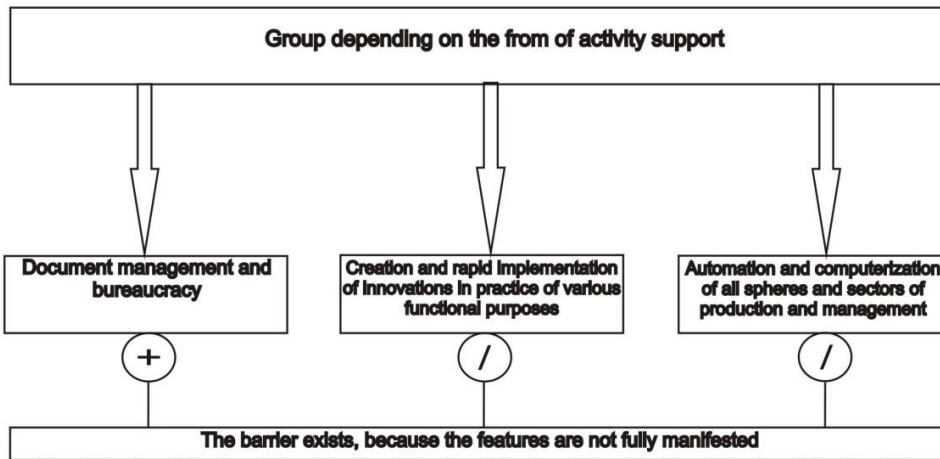 Group depending on the from of activity support
Document management and
bureaucracy
Creation and rapid implementation
of innovations in practice of various
functional purposes
Automation and computerization
of all spheres and sectors of
production and management
+
/
/
The barrier exists, because the features are not fully manifested